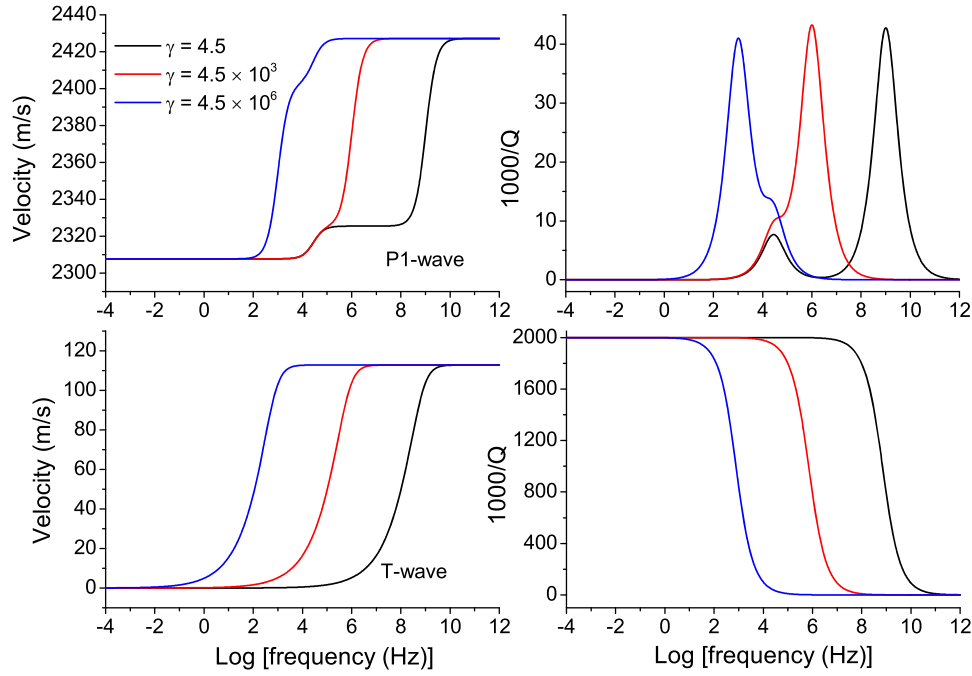 2440
2420
2400
2380
2360
2340
2320
2300
Velocity (m/s)
γ = 4.5
γ = 4.5 × 10³
γ = 4.5 × 10⁶
P1-wave
-4 -2 0 2 4 6 8 10 12
40
30
20
10
0
1000/Q
-4 -2 0 2 4 6 8 10 12
120
100
80
60
40
20
0
Velocity (m/s)
T-wave
-4 -2 0 2 4 6 8 10 12
Log [frequency (Hz)]
2000
1600
1200
800
400
0
1000/Q
-4 -2 0 2 4 6 8 10 12
Log [frequency (Hz)]